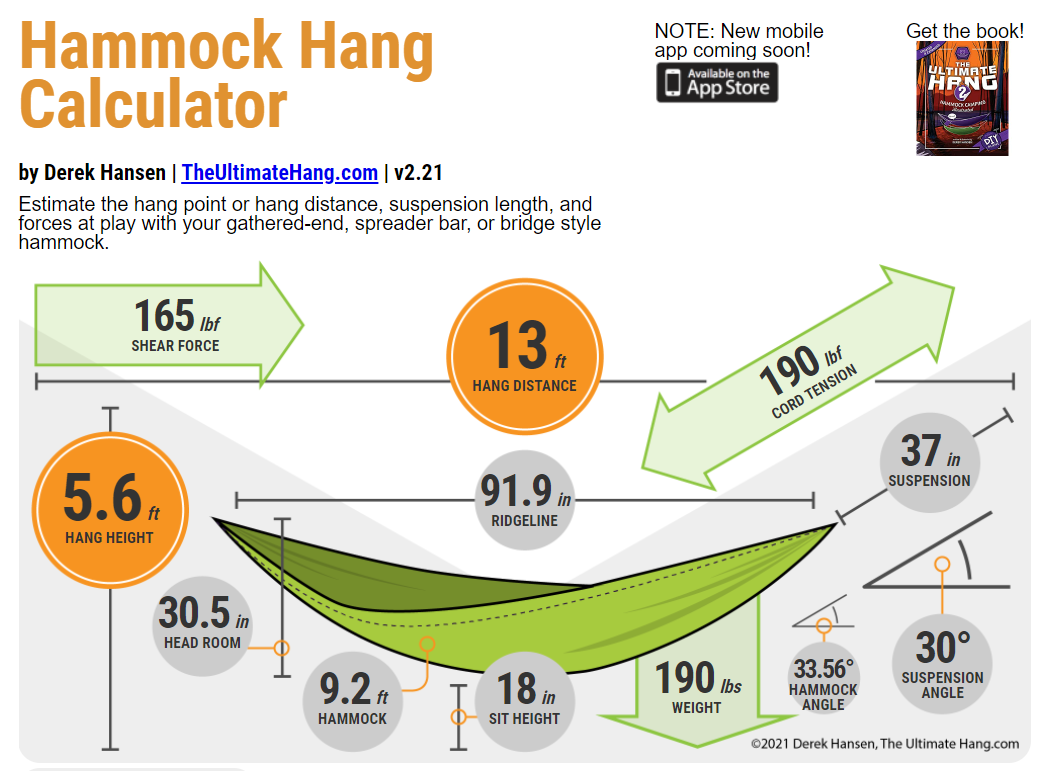 Hammock Hang
Calculator
NOTE: New mobile
app coming soon!
Available on the
App Store
Get the book!
THE
ULTIMATE
HANG
2
HAMMOCK CAMPING
Illustrated
DIY
by Derek Hansen | TheUltimateHang.com | v2.21
Estimate the hang point or hang distance, suspension length, and
forces at play with your gathered-end, spreader bar, or bridge style
hammock.
165 lbf
SHEAR FORCE
13 ft
HANG DISTANCE
190 lbf
CORD TENSION
5.6 ft
HANG HEIGHT
91.9 in
RIDGELINE
37 in
SUSPENSION
30.5 in
HEAD ROOM
9.2 ft
HAMMOCK
18 in
SIT HEIGHT
190 lbs
WEIGHT
33.56°
HAMMOCK
ANGLE
30°
SUSPENSION
ANGLE
©2021 Derek Hansen, The Ultimate Hang.com